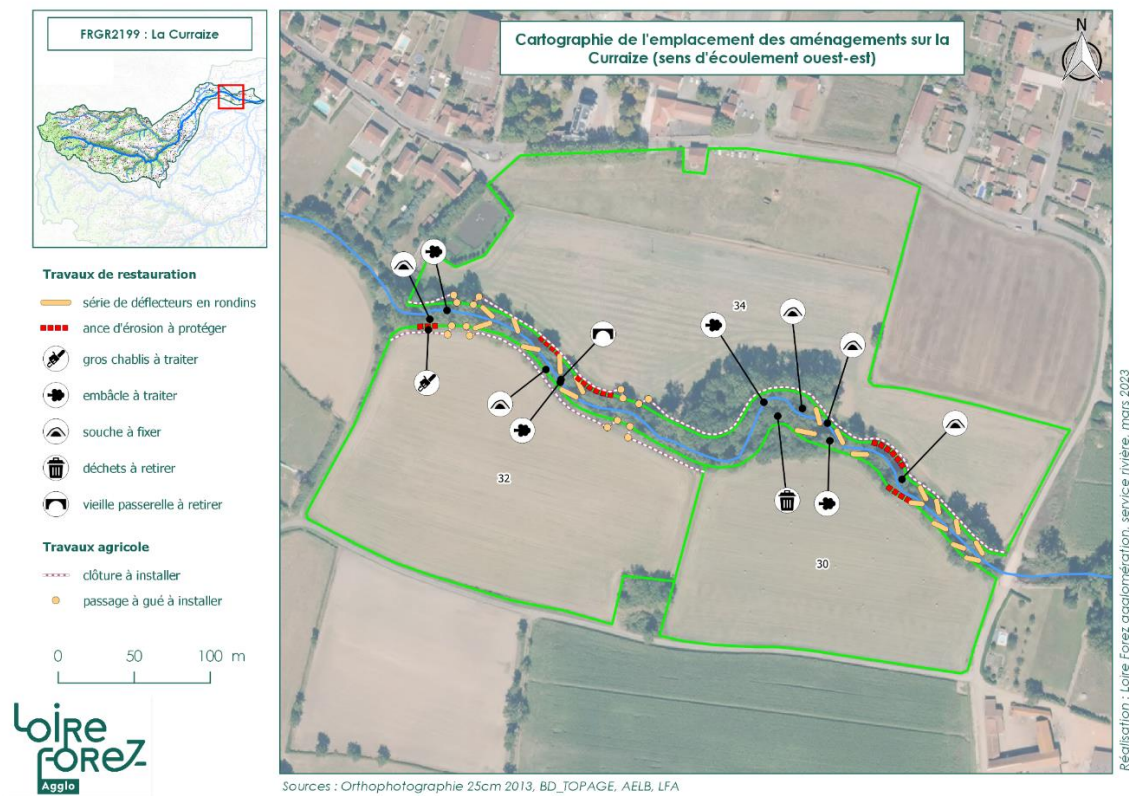 FRGR2199 : La Curraize
Cartographie de l'emplacement des aménagements sur la
Curraize (sens d'écoulement ouest-est)
N
Travaux de restauration
série de déflecteurs en rondins
ance d'érosion à protéger
gros chablis à traiter
embâcle à traiter
souche à fixer
déchets à retirer
vieille passerelle à retirer
Travaux agricole
clôture à installer
passage à gué à installer
0 50 100 m
Loire
Forez
Agglo
34
32
30
Sources : Orthophotographie 25cm 2013, BD_TOPAGE, AELB, LFA
Réalisation : Loire Forez agglomération, service rivière, mars 2023